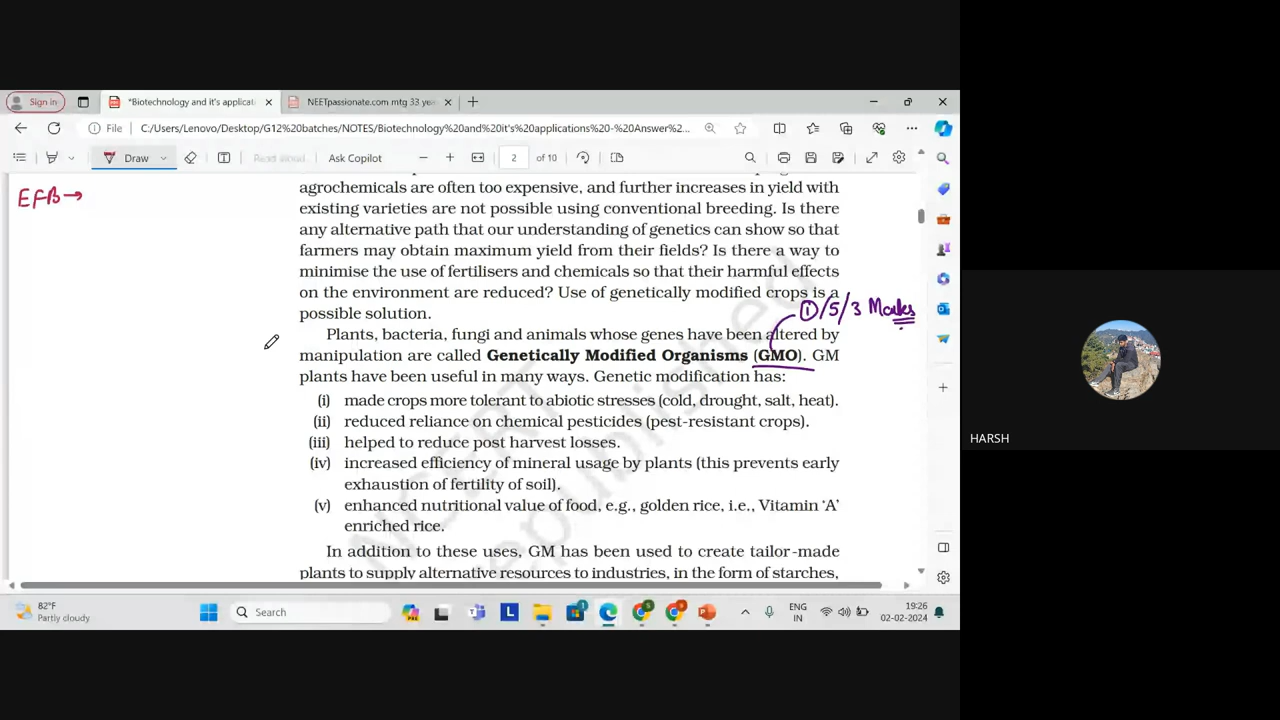 Sign in
*Biotechnology and it's applicati
NEETpassionate.com mtg 33 ye
File
C:/Users/Lenovo/Desktop/G12%20batches/NOTES/Biotechnology%20and%20it's%20applications%20-%20Answer%2...
Draw
Read aloud
Ask Copilot
2 of 10
EFB→
agrochemicals are often too expensive, and further increases in yield with
existing varieties are not possible using conventional breeding. Is there
any alternative path that our understanding of genetics can show so that
farmers may obtain maximum yield from their fields? Is there a way to
minimise the use of fertilisers and chemicals so that their harmful effects
on the environment are reduced? Use of genetically modified crops is a
possible solution.
①/5/3 Marks
Plants, bacteria, fungi and animals whose genes have been altered by
manipulation are called Genetically Modified Organisms (GMO). GM
plants have been useful in many ways. Genetic modification has:
(i) made crops more tolerant to abiotic stresses (cold, drought, salt, heat).
(ii) reduced reliance on chemical pesticides (pest-resistant crops).
(iii) helped to reduce post harvest losses.
(iv) increased efficiency of mineral usage by plants (this prevents early
exhaustion of fertility of soil).
(v) enhanced nutritional value of food, e.g., golden rice, i.e., Vitamin ‘A’
enriched rice.
In addition to these uses, GM has been used to create tailor-made
plants to supply alternative resources to industries, in the form of starches,
HARSH
82°F
Partly cloudy
Search
ENG
IN
19:26
02-02-2024